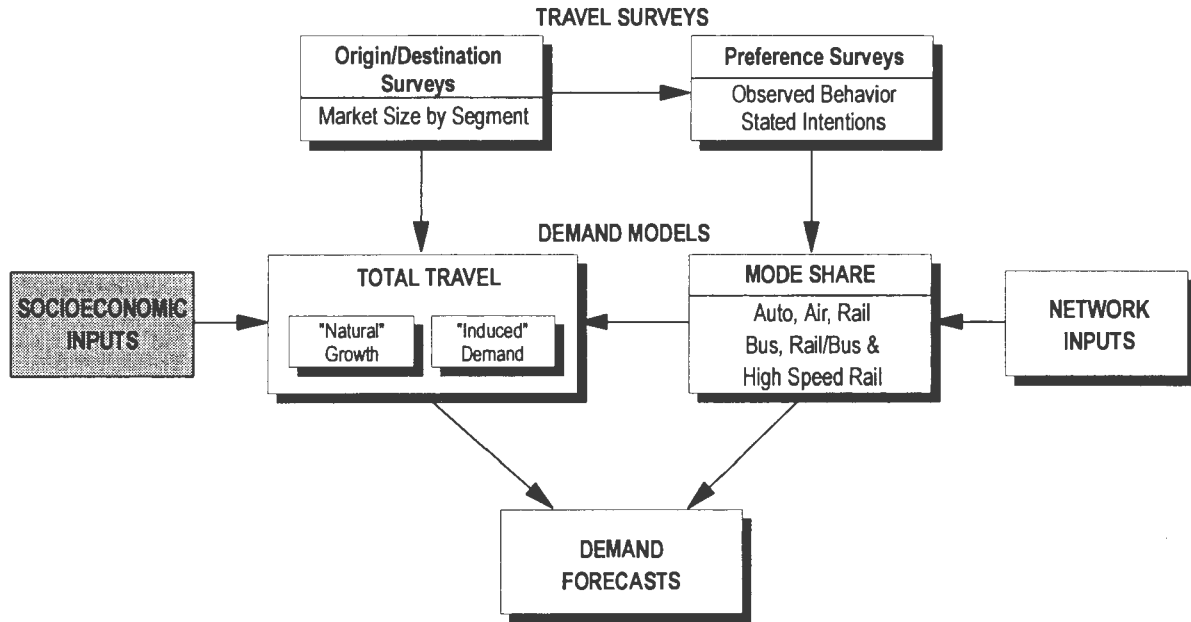 TRAVEL SURVEYS
Origin/Destination
Surveys
Market Size by Segment
Preference Surveys
Observed Behavior
Stated Intentions
DEMAND MODELS
SOCIOECONOMIC
INPUTS
TOTAL TRAVEL
"Natural"
Growth
"Induced"
Demand
MODE SHARE
Auto, Air, Rail
Bus, Rail/Bus &
High Speed Rail
NETWORK
INPUTS
DEMAND
FORECASTS